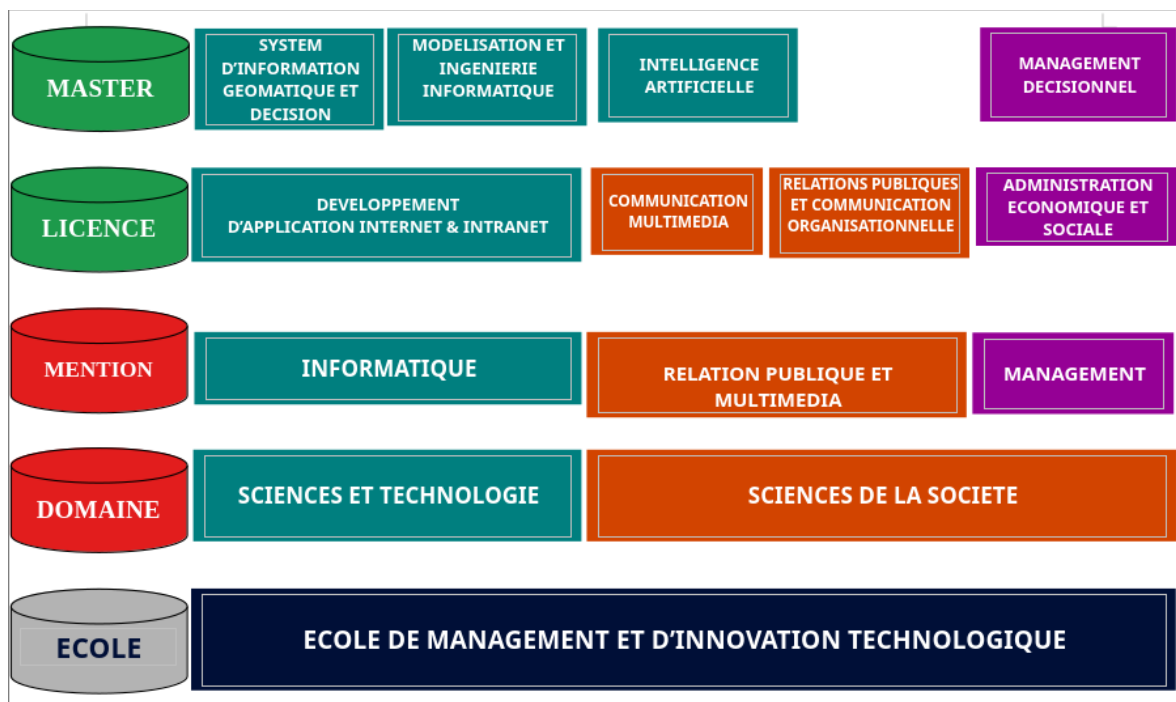 MASTER
SYSTEM
D'INFORMATION
GEOMATIQUE ET
DECISION
MODELISATION ET
INGENIERIE
INFORMATIQUE
INTELLIGENCE
ARTIFICIELLE
MANAGEMENT
DECISIONNEL
LICENCE
DEVELOPPEMENT
D'APPLICATION INTERNET & INTRANET
COMMUNICATION
MULTIMEDIA
RELATIONS PUBLIQUES
ET COMMUNICATION
ORGANISATIONNELLE
ADMINISTRATION
ECONOMIQUE ET
SOCIALE
MENTION
INFORMATIQUE
RELATION PUBLIQUE ET
MULTIMEDIA
MANAGEMENT
DOMAINE
SCIENCES ET TECHNOLOGIE
SCIENCES DE LA SOCIETE
ECOLE
ECOLE DE MANAGEMENT ET D'INNOVATION TECHNOLOGIQUE